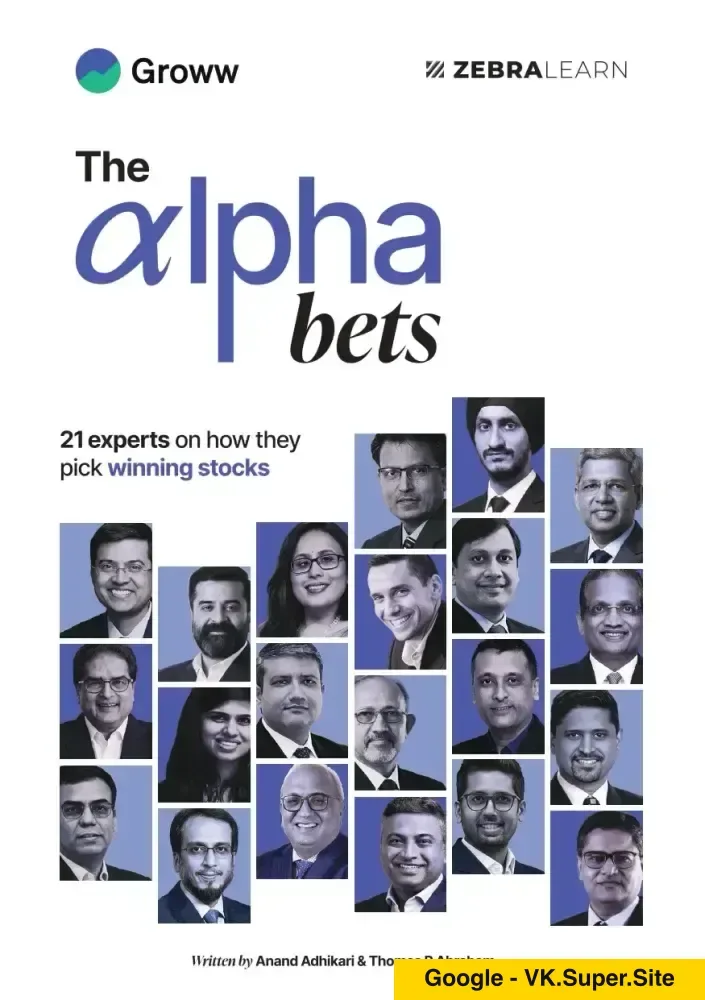 Groww
ZEBRALEARN
The
αlpha
bets
21 experts on how they
pick winning stocks
Written by Anand Adhikari &
Google - VK.Super.Site